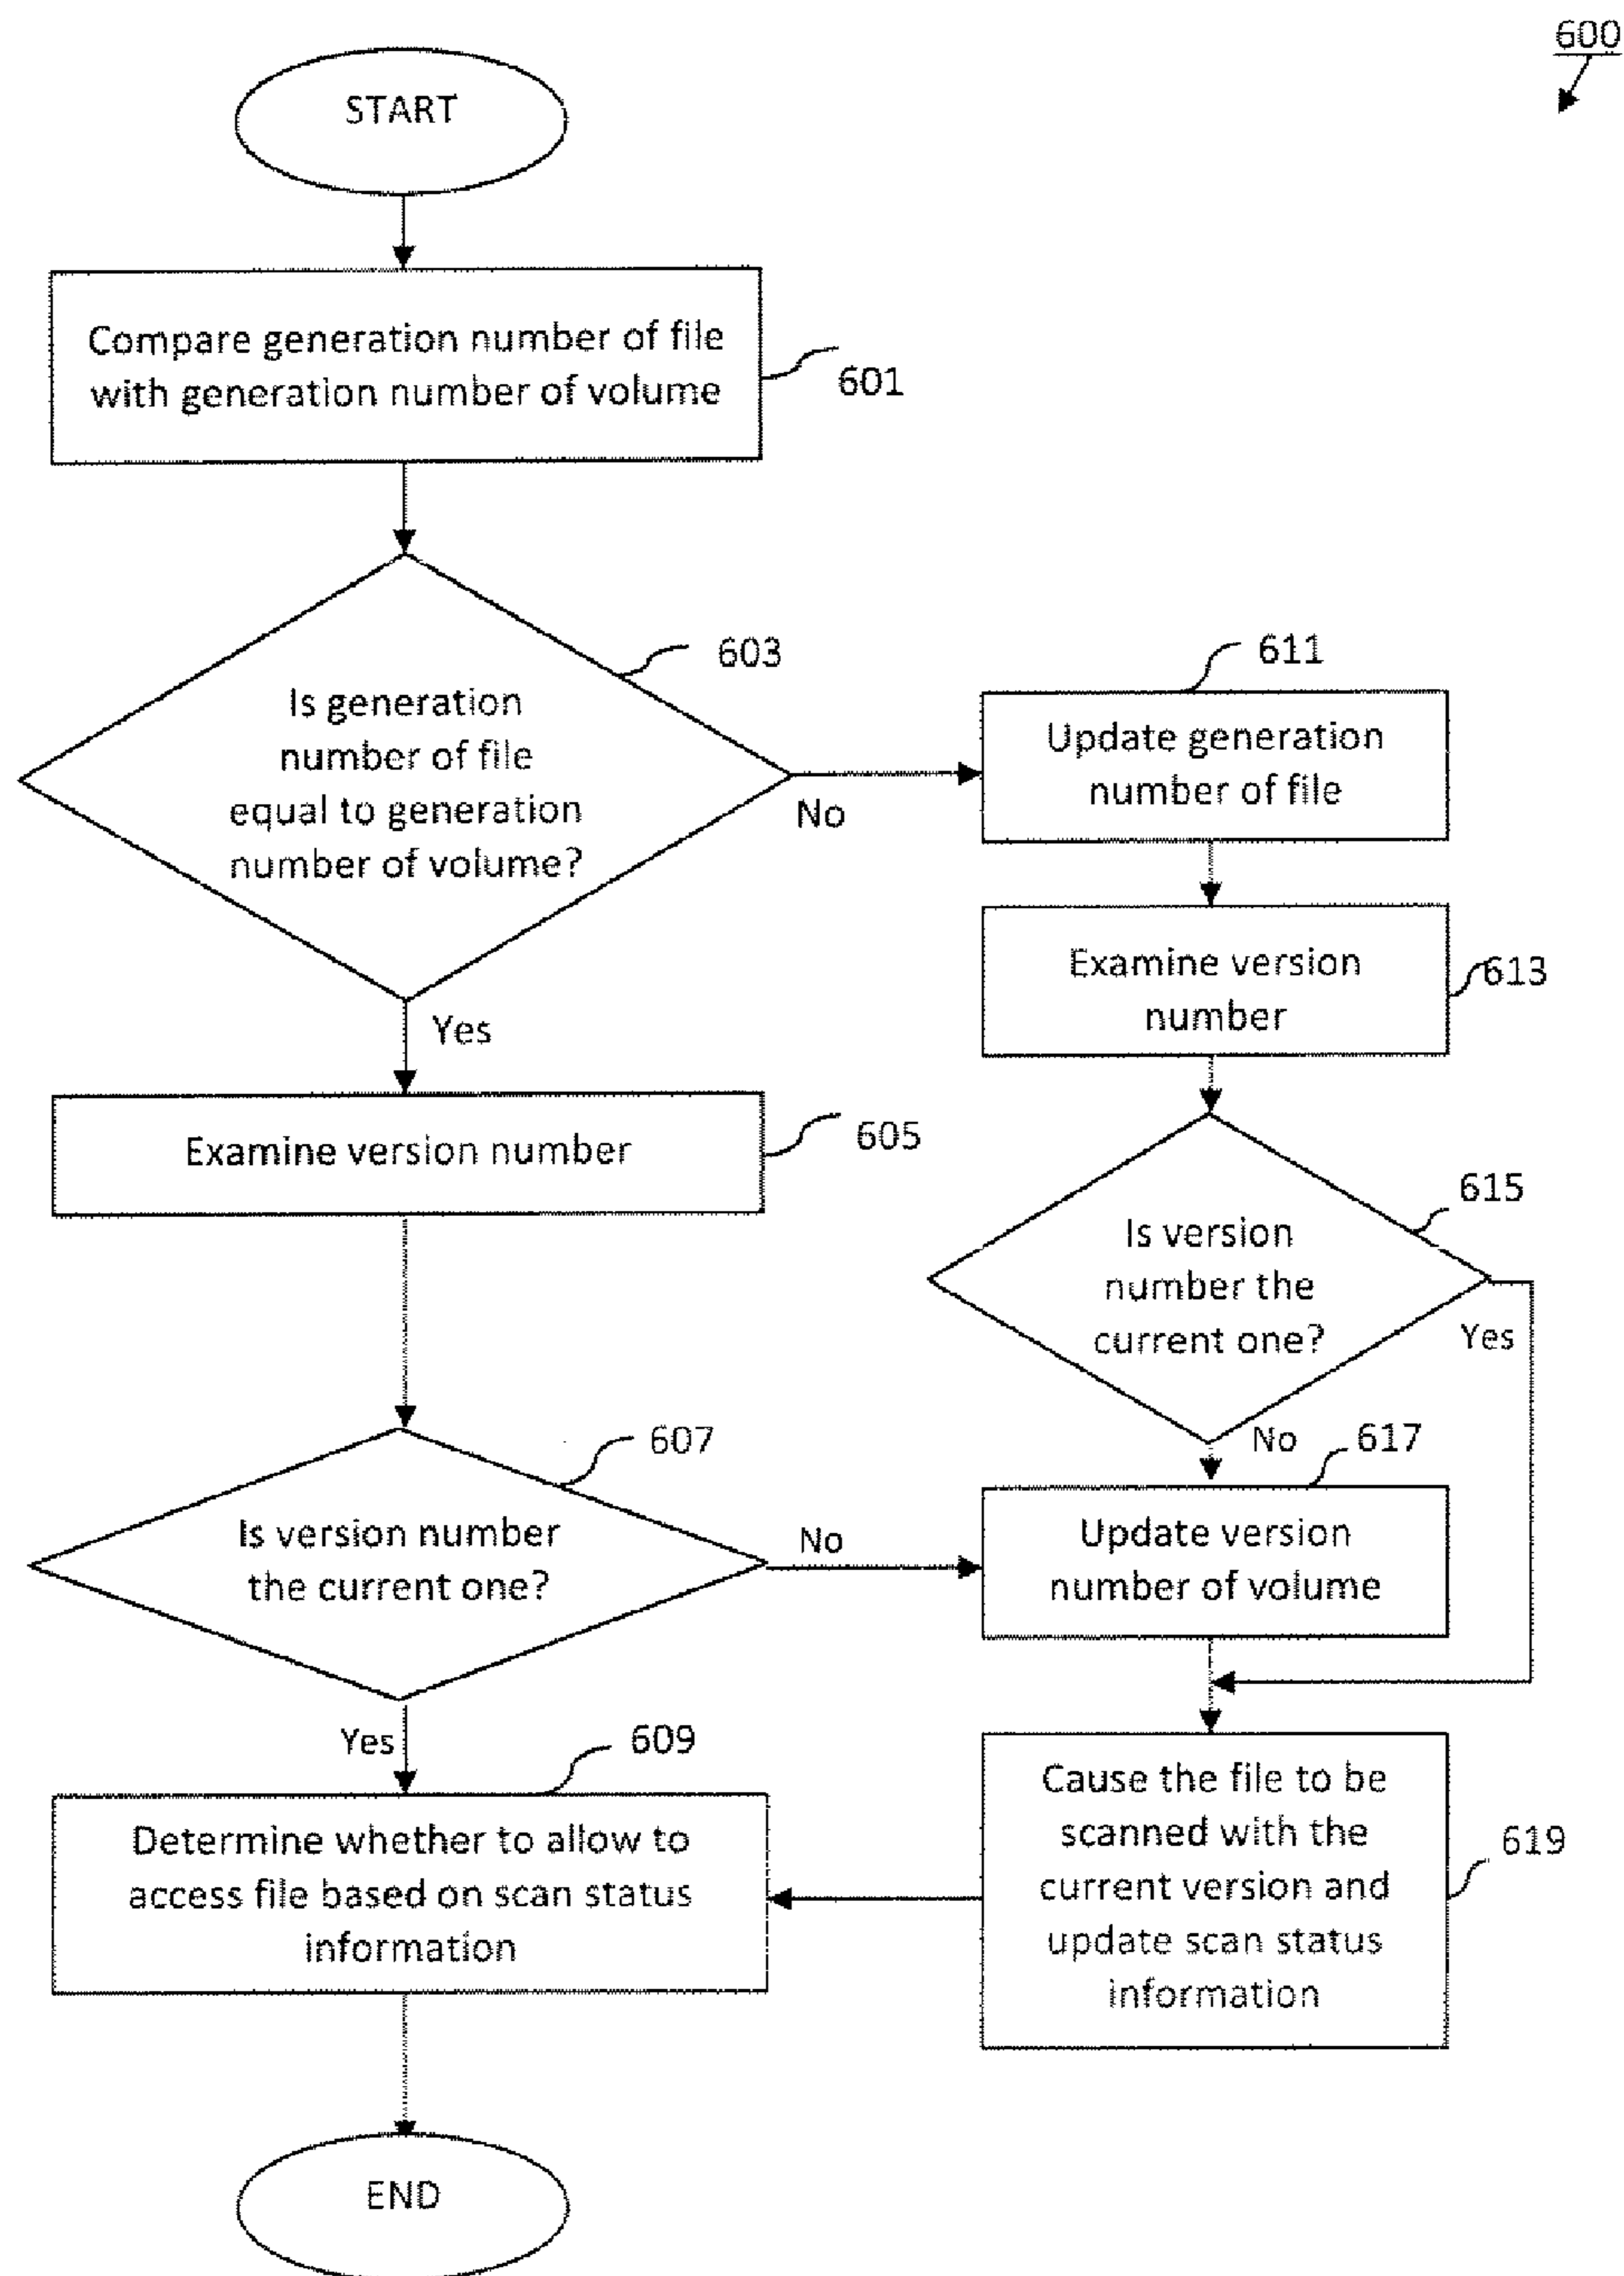 600
START
Compare generation number of file
with generation number of volume
601
Is generation
number of file
equal to generation
number of volume?
603
No
Yes
611
Update generation
number of file
Examine version
number
613
Examine version number
605
Is version
number the
current one?
615
Yes
No
Is version number
the current one?
607
No
Yes
617
Update version
number of volume
Cause the file to be
scanned with the
current version and
update scan status
information
619
609
Determine whether to allow to
access file based on scan status
information
END